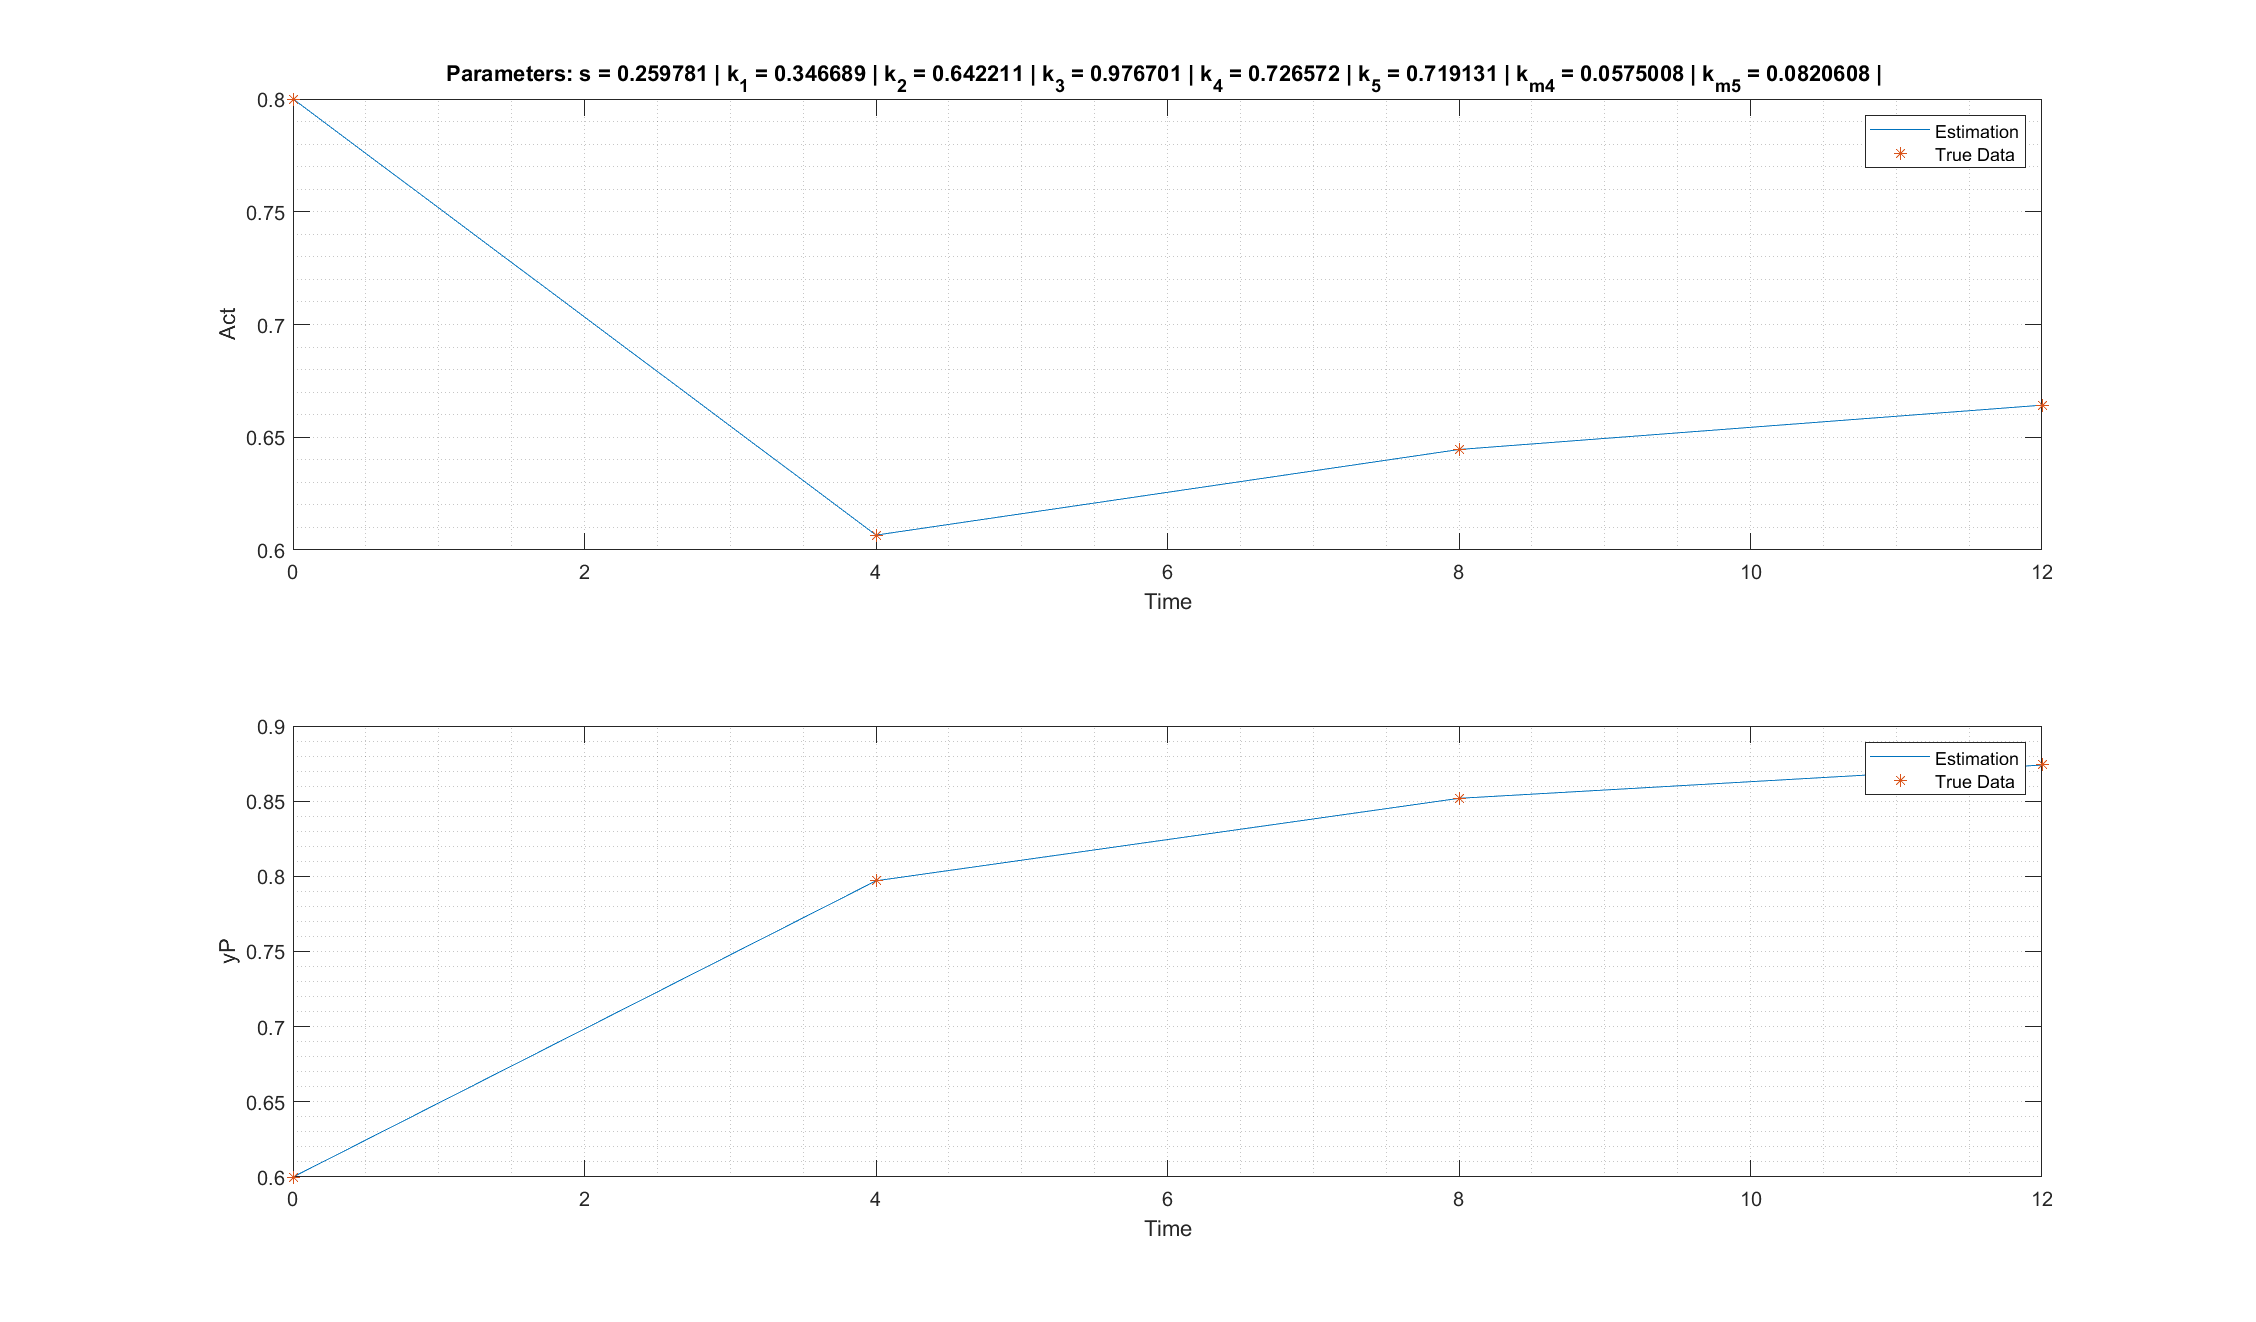 Parameters: s = 0.259781 | k1 = 0.346689 | k2 = 0.642211 | k3 = 0.976701 | k4 = 0.726572 | k5 = 0.719131 | km4 = 0.0575008 | km5 = 0.0820608 |
0.8
0.75
0.7
0.65
0.6
Act
Estimation
True Data
0
2
4
6
8
10
12
Time
0.9
0.85
0.8
0.75
0.7
0.65
0.6
yP
Estimation
True Data
0
2
4
6
8
10
12
Time